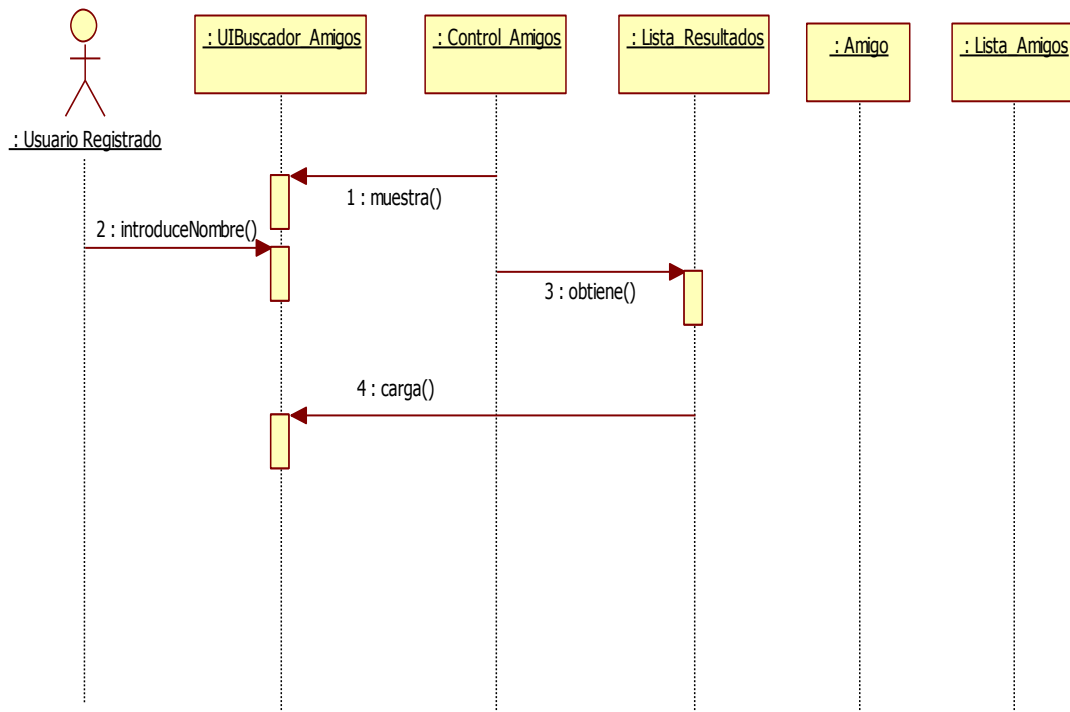 : UIBuscador_Amigos
: Control_Amigos
: Lista_Resultados
: Amigo
: Lista_Amigos
: Usuario Registrado
1 : muestra()
2 : introduceNombre()
3 : obtiene()
4 : carga()